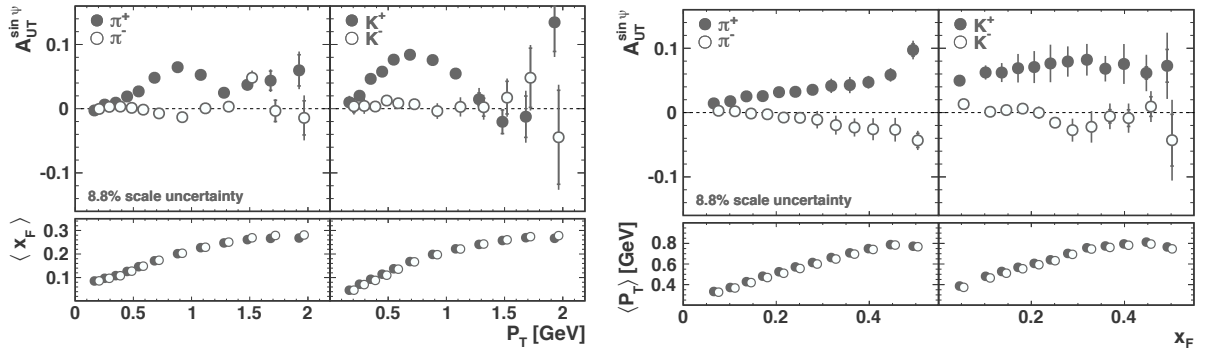 A_UT^sin ψ
π⁺
π⁻
K⁺
K⁻
0.1
0
-0.1
8.8% scale uncertainty
⟨ x_F ⟩
0.3
0.2
0.1
0 0.5 1 1.5 2 0.5 1 1.5 2
P_T [GeV]
A_UT^sin ψ
π⁺
π⁻
K⁺
K⁻
0.1
0
-0.1
8.8% scale uncertainty
⟨P_T⟩ [GeV]
0.8
0.6
0.4
0 0.2 0.4 0.2 0.4
x_F